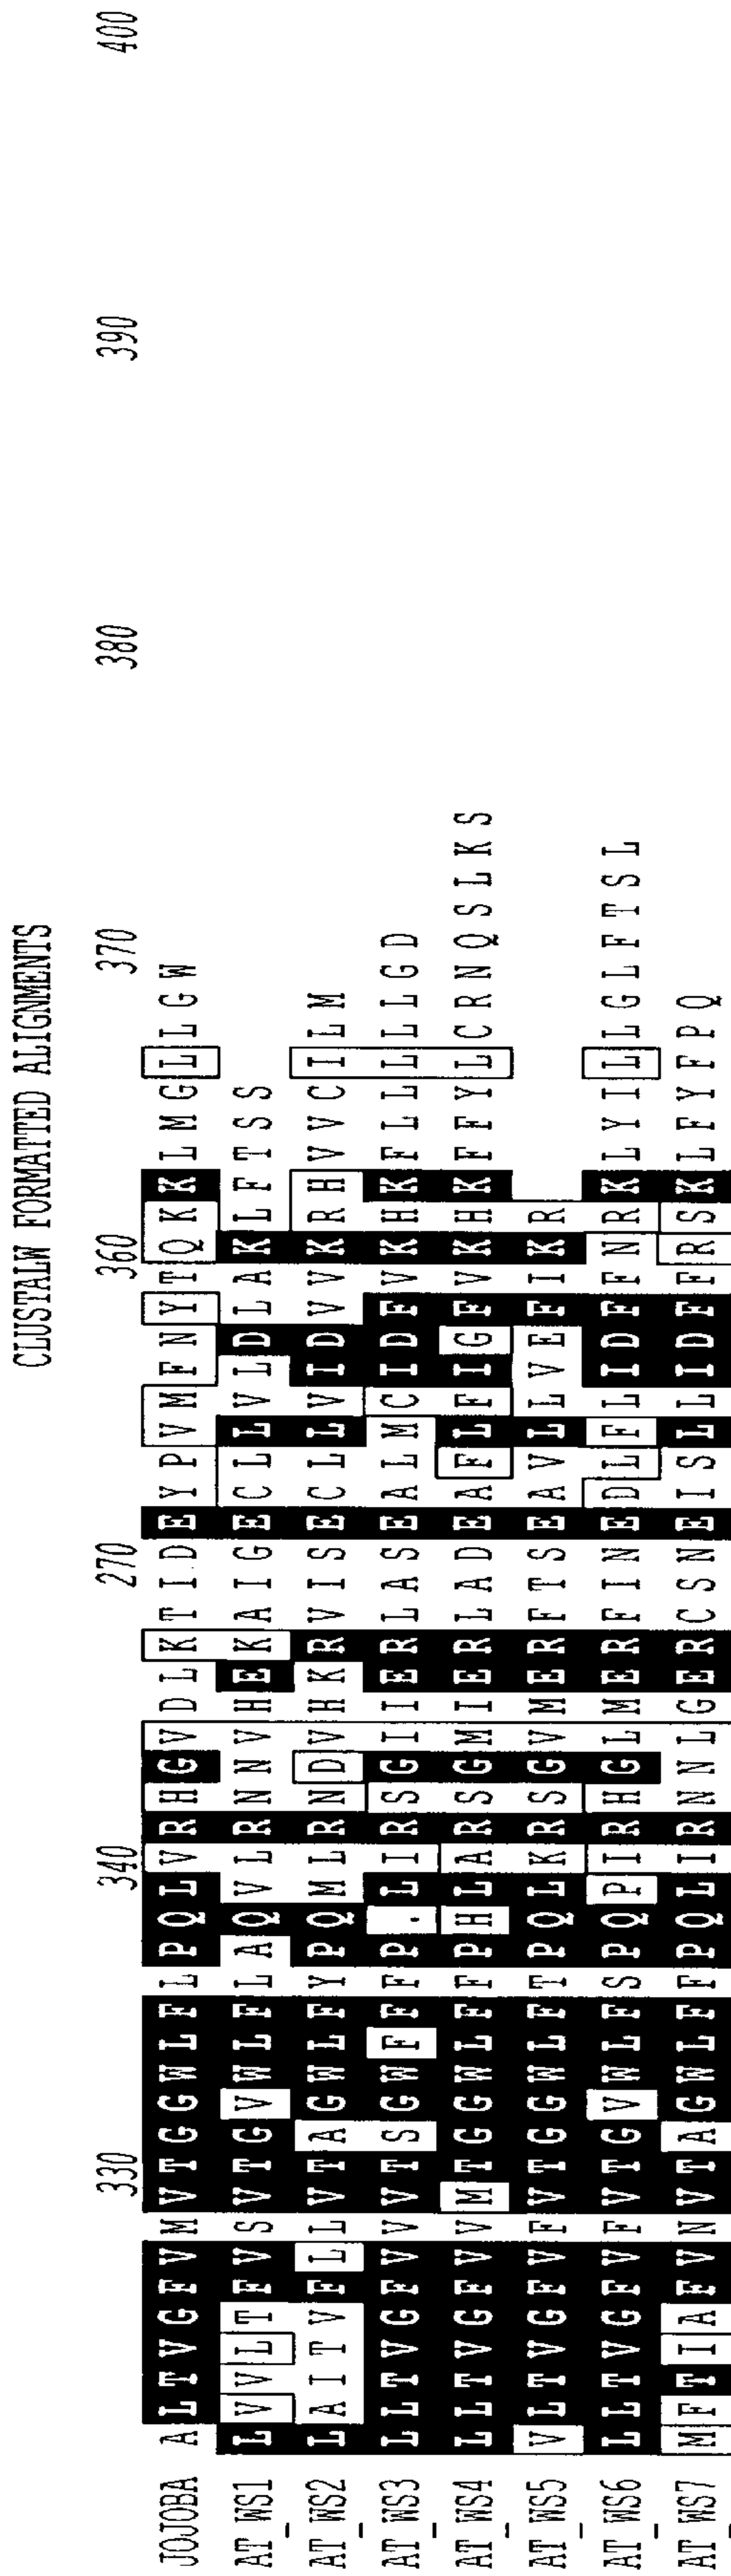 CLUSTALW FORMATTED ALIGNMENTS
330 340 270 360 370 380 390 400
JOJOBA A L T V G E V M V T G G W L E L P Q L V R H G V D L K T I D E Y P V M F N Y T Q K K L M G L L G W
AT_WS1 L V V L T E V S V T G V W L E L A Q V L R N N V H E K A I G E C L L V L D L A K L F T S S
AT_WS2 L A I T V E L L V T A G W L E Y P Q M L R N D V H K R V I S E C L L V I D V V K R H V V C I L M
AT_WS3 L L T V G E V V V T S G W F E F P . L I R S G I I E R L A S E A L M C I D E V K H K F L L L L L G D
AT_WS4 L L T V G E V V M T G G W L E F P H L A R S G M I E R L A D E A F L F I G E V K H K F F Y L C R N Q S L K S
AT_WS5 V L T V G E V F V T G G W L E T P Q L K R S G V M E R F T S E A V L L V E E I K R
AT_WS6 L L T V G E V F V T G V W L E S P Q P I R H G L M E R F I N E D L F L I D E F N R K L Y I L L G L F T S L
AT_WS7 M F T I A E V N V T A G W L E F P Q L I R N N L G E R C S N E I S L L I D E F R S K L F Y F P Q